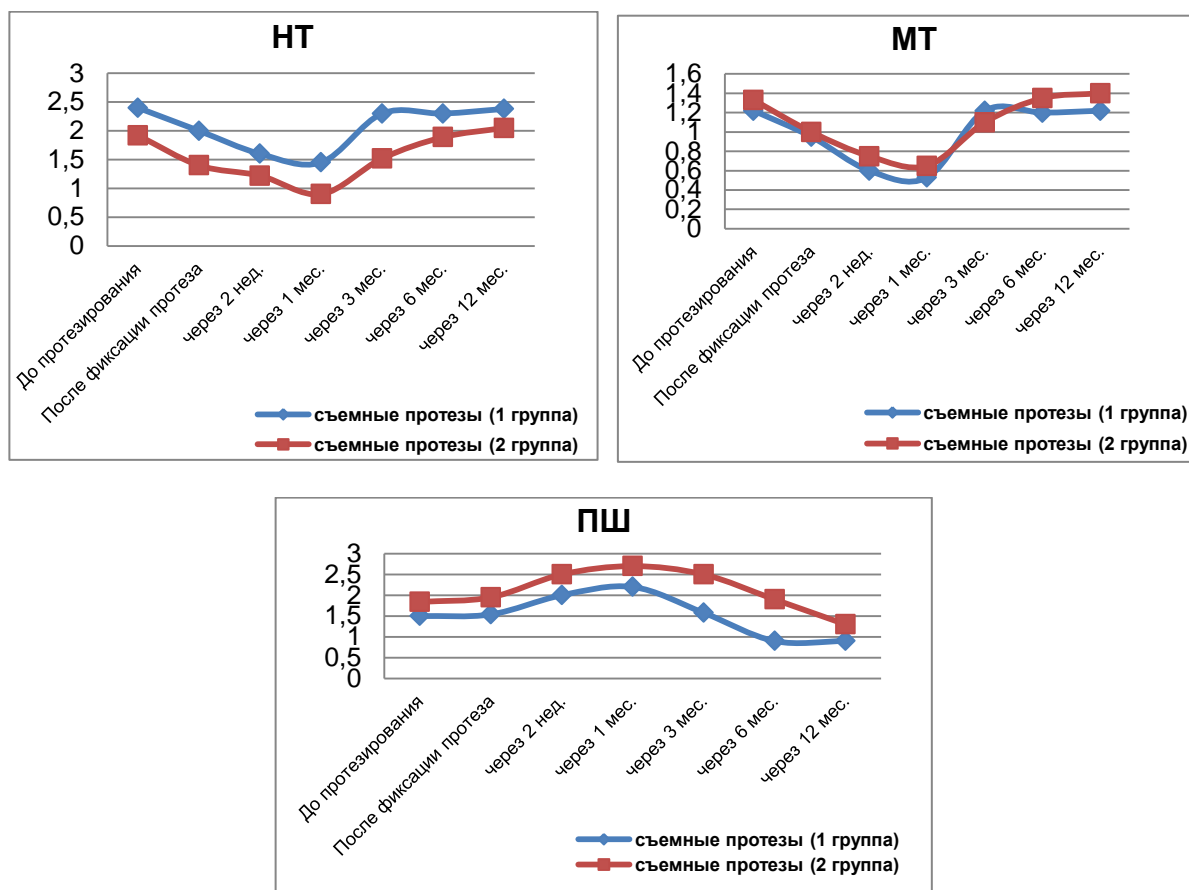 НТ
3
2,5
2
1,5
1
0,5
0
До протезирования
После фиксации протеза
через 2 нед.
через 1 мес.
через 3 мес.
через 6 мес.
через 12 мес.
съемные протезы (1 группа)
съемные протезы (2 группа)
МТ
1,6
1,4
1,2
1
0,8
0,6
0,4
0,2
0
До протезирования
После фиксации протеза
через 2 нед.
через 1 мес.
через 3 мес.
через 6 мес.
через 12 мес.
съемные протезы (1 группа)
съемные протезы (2 группа)
ПШ
3
2,5
2
1,5
1
0,5
0
До протезирования
После фиксации протеза
через 2 нед.
через 1 мес.
через 3 мес.
через 6 мес.
через 12 мес.
съемные протезы (1 группа)
съемные протезы (2 группа)